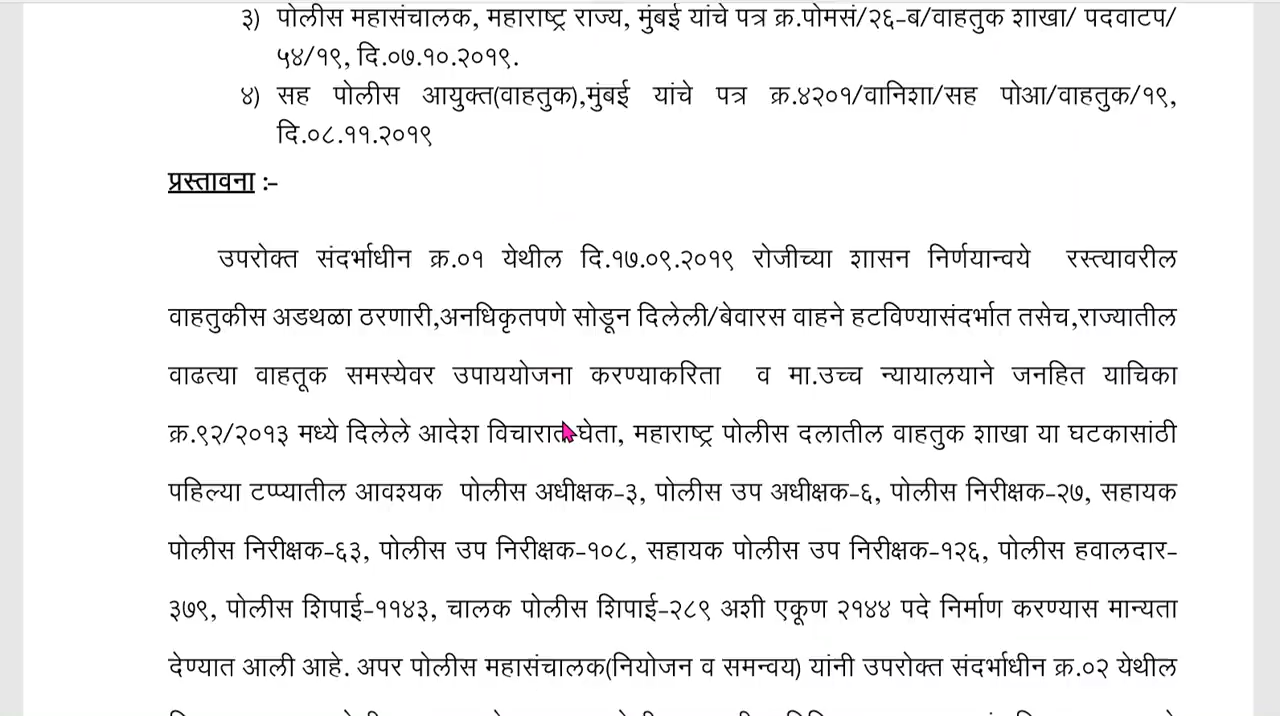 ३) पोलीस महासंचालक, महाराष्ट्र राज्य, मुंबई यांचे पत्र क्र.पोमसं/२६-ब/वाहतुक शाखा/ पदवाटप/
५४/१९, दि.०७.१०.२०१९.
४) सह पोलीस आयुक्त(वाहतुक),मुंबई यांचे पत्र क्र.४२०१/वानिशा/सह पोआ/वाहतुक/१९,
दि.०८.११.२०१९
प्रस्तावना :-
उपरोक्त संदर्भाधीन क्र.०१ येथील दि.१७.०९.२०१९ रोजीच्या शासन निर्णयान्वये रस्त्यावरील
वाहतुकीस अडथळा ठरणारी,अनधिकृतपणे सोडून दिलेली/बेवारस वाहने हटविण्यासंदर्भात तसेच,राज्यातील
वाढत्या वाहतूक समस्येवर उपाययोजना करण्याकरिता व मा.उच्च न्यायालयाने जनहित याचिका
क्र.९२/२०१३ मध्ये दिलेले आदेश विचारात घेता, महाराष्ट्र पोलीस दलातील वाहतुक शाखा या घटकासांठी
पहिल्या टप्प्यातील आवश्यक पोलीस अधीक्षक-३, पोलीस उप अधीक्षक-६, पोलीस निरीक्षक-२७, सहायक
पोलीस निरीक्षक-६३, पोलीस उप निरीक्षक-१०८, सहायक पोलीस उप निरीक्षक-१२६, पोलीस हवालदार-
३७९, पोलीस शिपाई-११४३, चालक पोलीस शिपाई-२८९ अशी एकूण २१४४ पदे निर्माण करण्यास मान्यता
देण्यात आली आहे. अपर पोलीस महासंचालक(नियोजन व समन्वय) यांनी उपरोक्त संदर्भाधीन क्र.०२ येथील